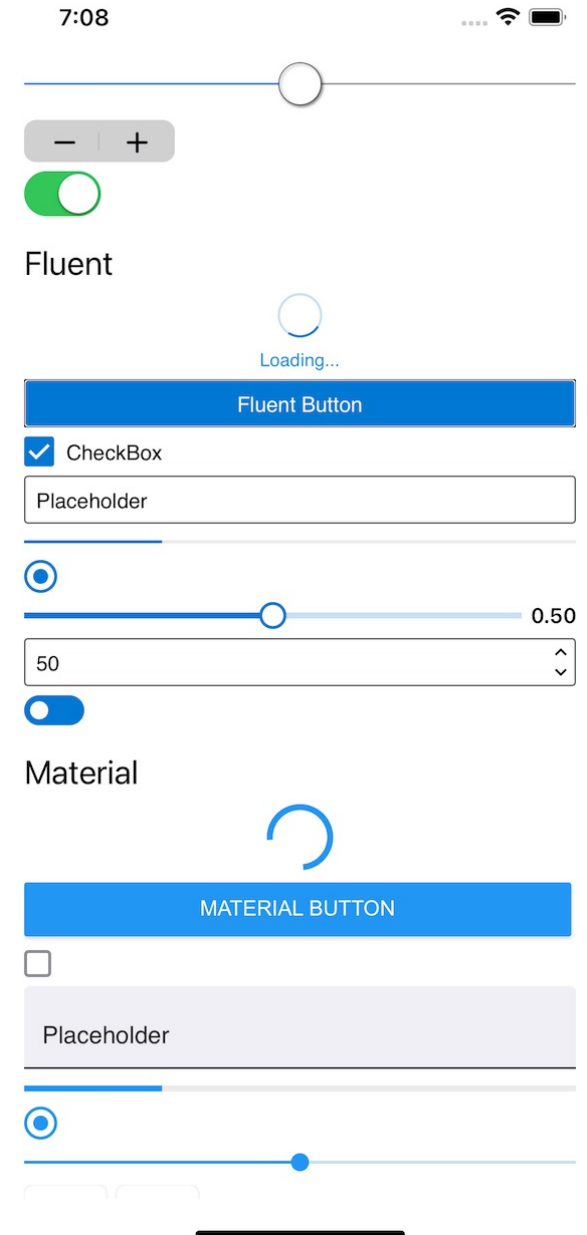 7:08
Fluent
Loading...
Fluent Button
CheckBox
Placeholder
0.50
50
Material
MATERIAL BUTTON
Placeholder